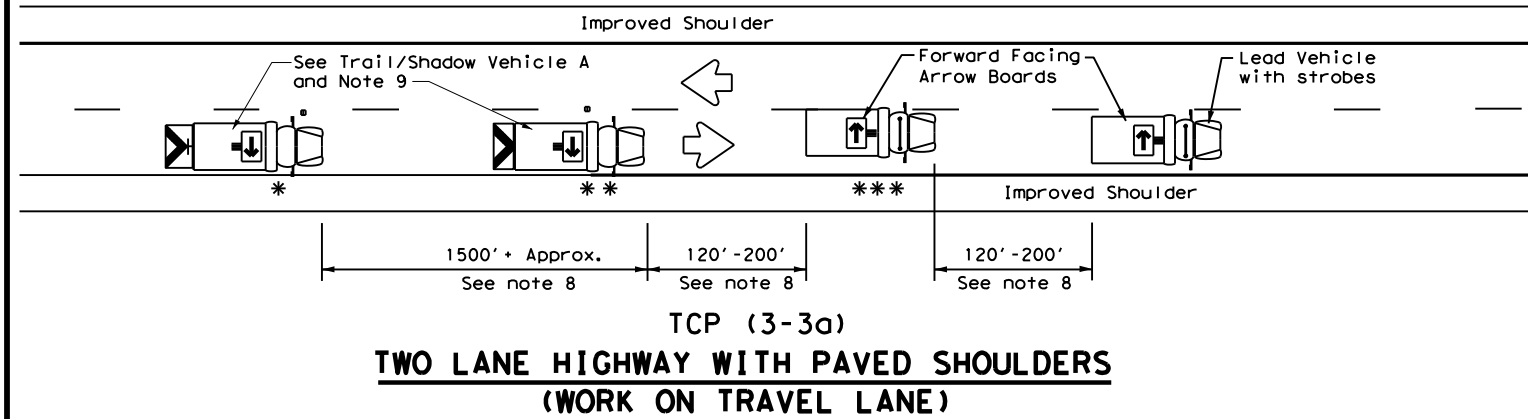 Improved Shoulder
See Trail/Shadow Vehicle A
and Note 9
Forward Facing
Arrow Boards
Lead Vehicle
with strobes
* ** ***
Improved Shoulder
1500'+ Approx. 120'-200' 120'-200'
See note 8 See note 8 See note 8
TCP (3-3a)
TWO LANE HIGHWAY WITH PAVED SHOULDERS
(WORK ON TRAVEL LANE)